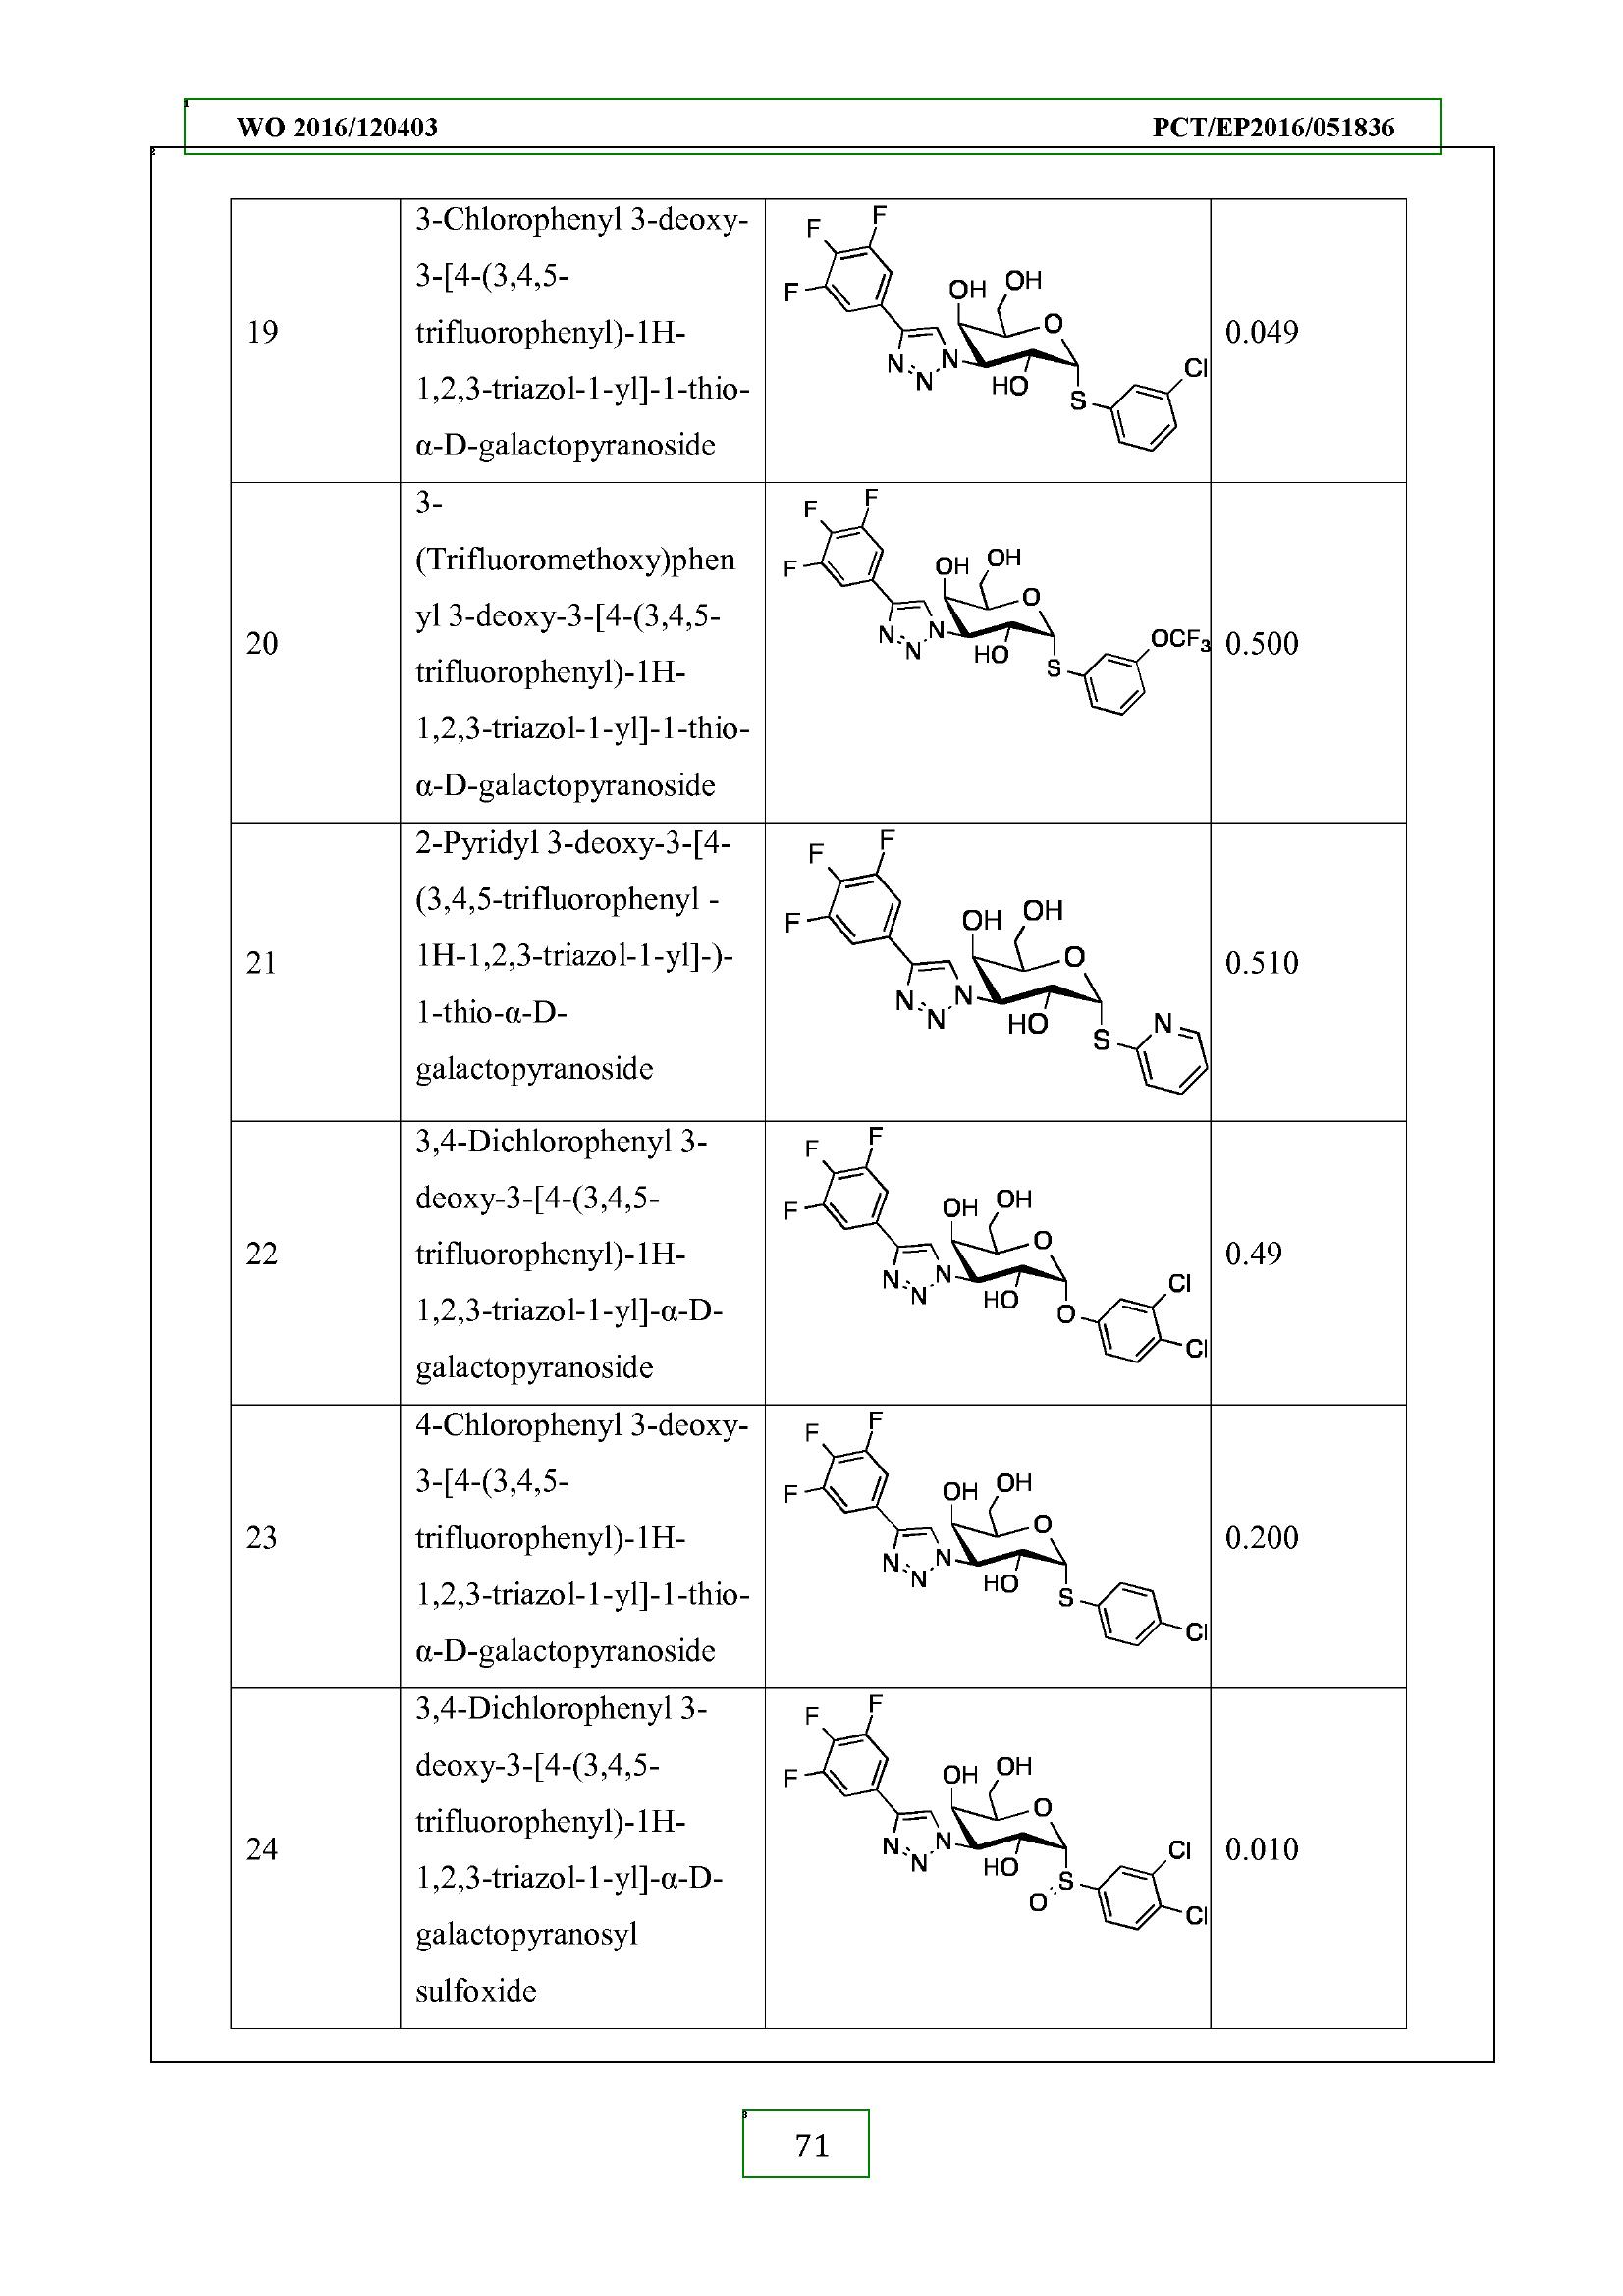 WO 2016/120403 PCT/EP2016/051836
19
3-Chlorophenyl 3-deoxy-
3-[4-(3,4,5-
trifluorophenyl)-1H-
1,2,3-triazol-1-yl]-1-thio-
α-D-galactopyranoside
F
F
F
OH
OH
O
N
N
N
HO
S
Cl
0.049
20
3-
(Trifluoromethoxy)phen
yl 3-deoxy-3-[4-(3,4,5-
trifluorophenyl)-1H-
1,2,3-triazol-1-yl]-1-thio-
α-D-galactopyranoside
F
F
F
OH
OH
O
N
N
N
HO
S
OCF3
0.500
21
2-Pyridyl 3-deoxy-3-[4-
(3,4,5-trifluorophenyl -
1H-1,2,3-triazol-1-yl]-)-
1-thio-α-D-
galactopyranoside
F
F
F
OH
OH
O
N
N
N
HO
S
N
0.510
22
3,4-Dichlorophenyl 3-
deoxy-3-[4-(3,4,5-
trifluorophenyl)-1H-
1,2,3-triazol-1-yl]-α-D-
galactopyranoside
F
F
F
OH
OH
O
N
N
N
HO
O
Cl
Cl
0.49
23
4-Chlorophenyl 3-deoxy-
3-[4-(3,4,5-
trifluorophenyl)-1H-
1,2,3-triazol-1-yl]-1-thio-
α-D-galactopyranoside
F
F
F
OH
OH
O
N
N
N
HO
S
Cl
0.200
24
3,4-Dichlorophenyl 3-
deoxy-3-[4-(3,4,5-
trifluorophenyl)-1H-
1,2,3-triazol-1-yl]-α-D-
galactopyranosyl
sulfoxide
F
F
F
OH
OH
O
N
N
N
HO
S
O
Cl
Cl
0.010
71